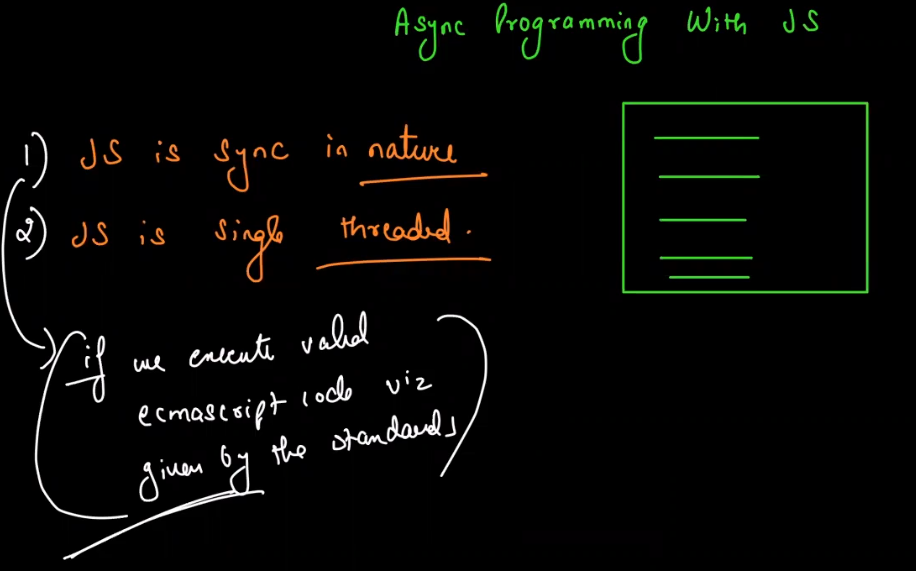 Async Programming With JS
1) JS is sync in nature
2) JS is single threaded.
if we execute valid
ecmascript code viz
given by the standards